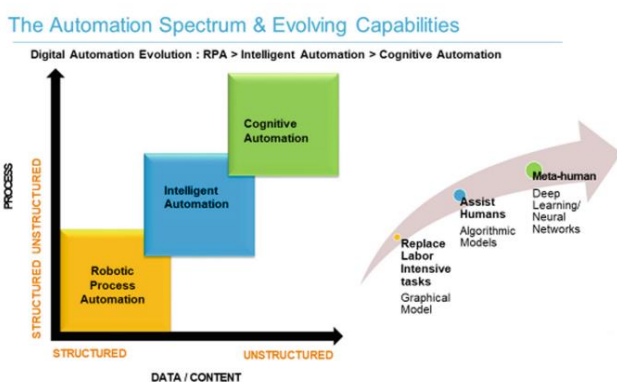 The Automation Spectrum & Evolving Capabilities
Digital Automation Evolution : RPA > Intelligent Automation > Cognitive Automation
PROCESS
STRUCTURED UNSTRUCTURED
Cognitive
Automation
Intelligent
Automation
Robotic
Process
Automation
STRUCTURED
UNSTRUCTURED
DATA / CONTENT
Replace
Labor
Intensive
tasks
Graphical
Model
Assist
Humans
Algorithmic
Models
Meta-human
Deep
Learning/
Neural
Networks